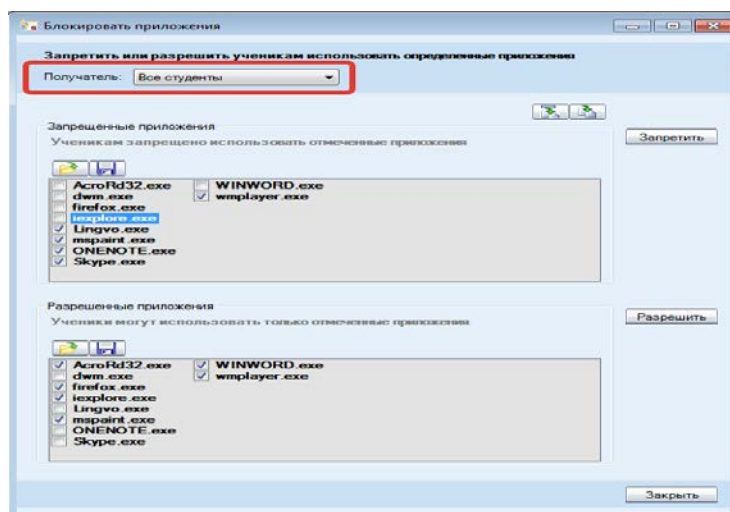 Блокировать приложения
Запретить или разрешить ученикам использовать определенные приложения
Получатель: Все студенты
Запрещенные приложения
Ученикам запрещено использовать отмеченные приложения
Запретить
AcroRd32.exe WINWORD.exe
dwm.exe wmplayer.exe
firefox.exe
iexplore.exe
Lingvo.exe
mspaint.exe
ONENOTE.exe
Skype.exe
Разрешенные приложения
Ученики могут использовать только отмеченные приложения
Разрешить
AcroRd32.exe WINWORD.exe
dwm.exe wmplayer.exe
firefox.exe
iexplore.exe
Lingvo.exe
mspaint.exe
ONENOTE.exe
Skype.exe
Закрыть